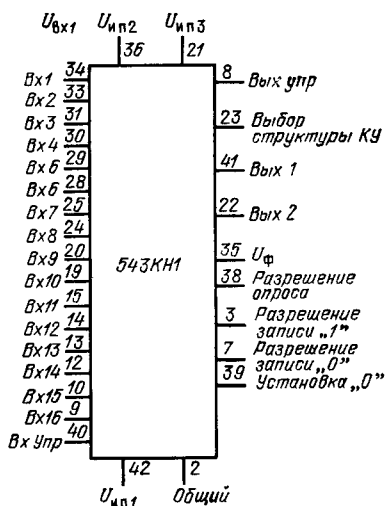 Uвх1 Uип2 Uип3
36 21
Вх1 34
Вх2 33
Вх3 31
Вх4 30
Вх6 29
Вх6 28
Вх7 25
Вх8 24
Вх9 20
Вх10 19
Вх11 15
Вх12 14
Вх13 13
Вх14 12
Вх15 10
Вх16 9
Вх Упр 40
543КН1
8 Вых упр
23 Выбор
структуры КУ
41 Вых 1
22 Вых 2
35 Uф
38 Разрешение
опроса
3 Разрешение
записи „1"
7 Разрешение
записи „0"
39 Установка „0"
42 2
Uип1 Общий